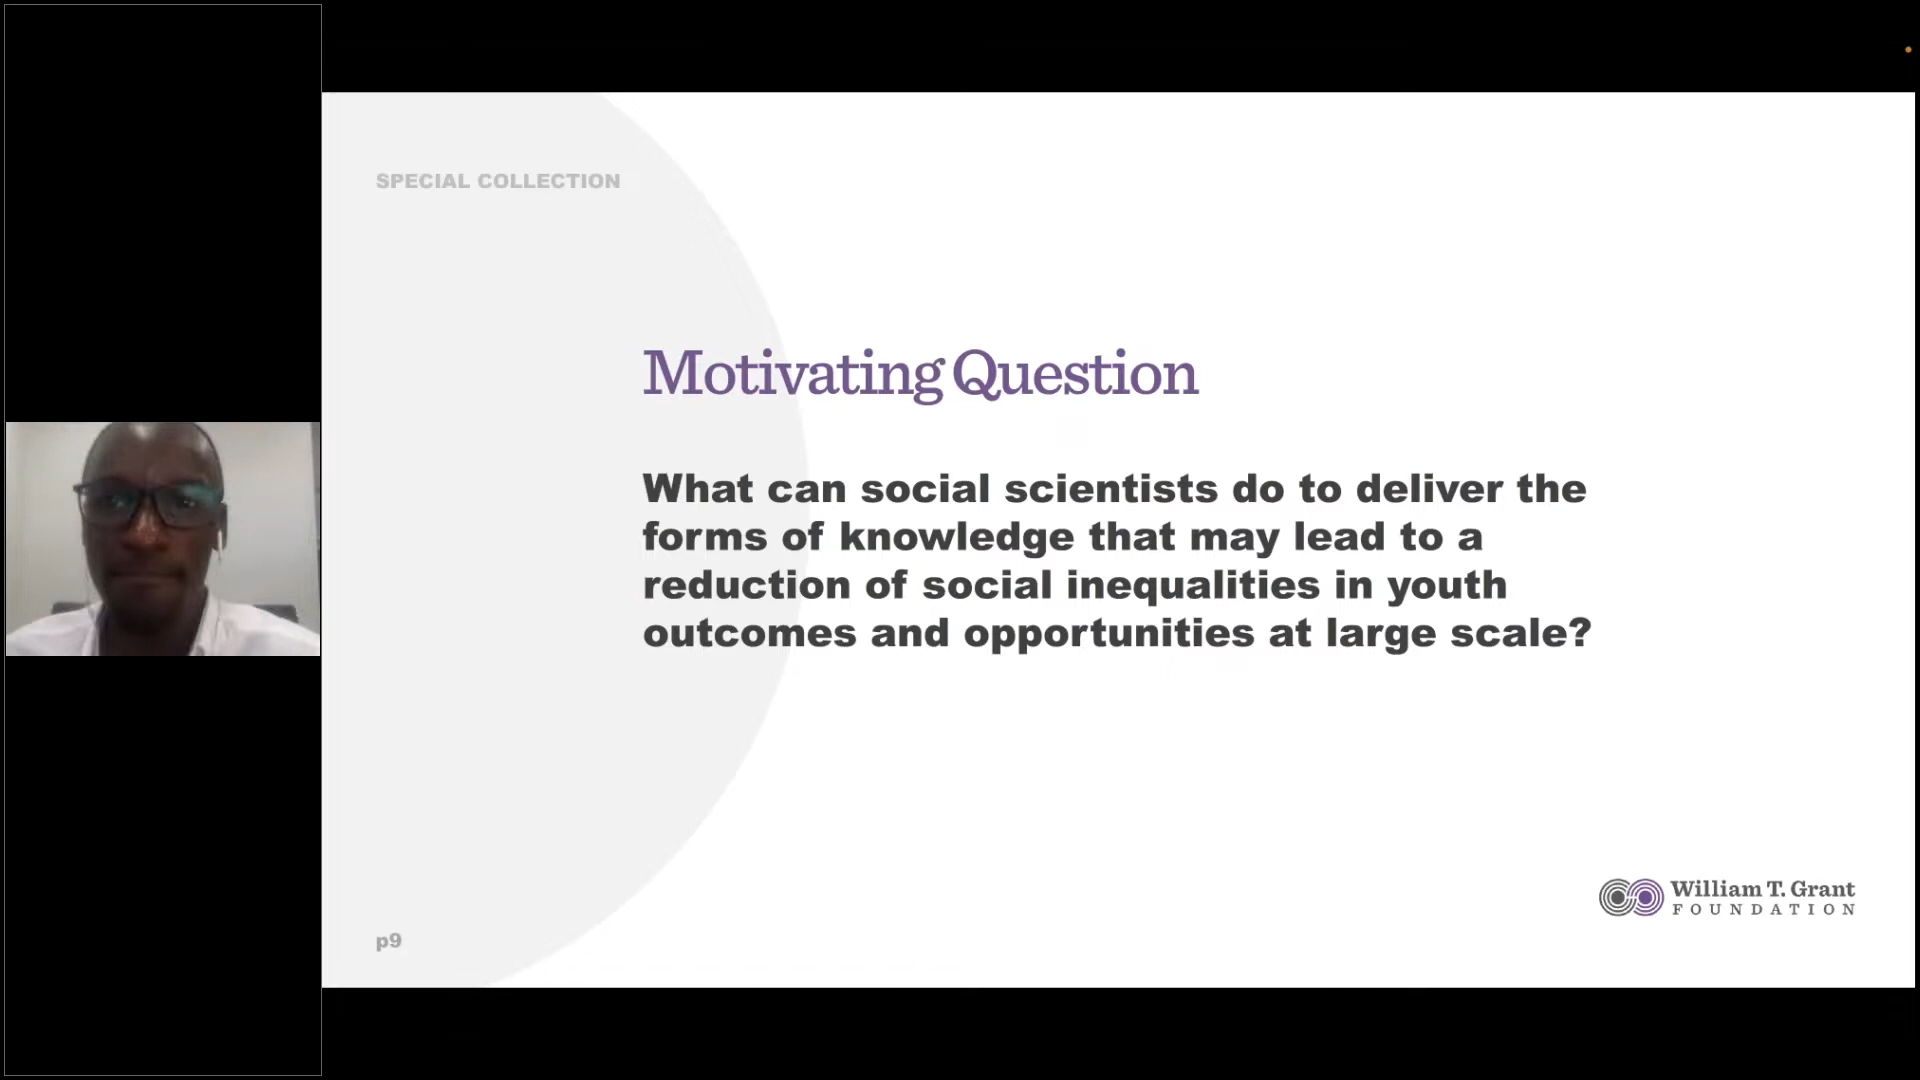 SPECIAL COLLECTION
Motivating Question
What can social scientists do to deliver the
forms of knowledge that may lead to a
reduction of social inequalities in youth
outcomes and opportunities at large scale?
William T. Grant
FOUNDATION
p9